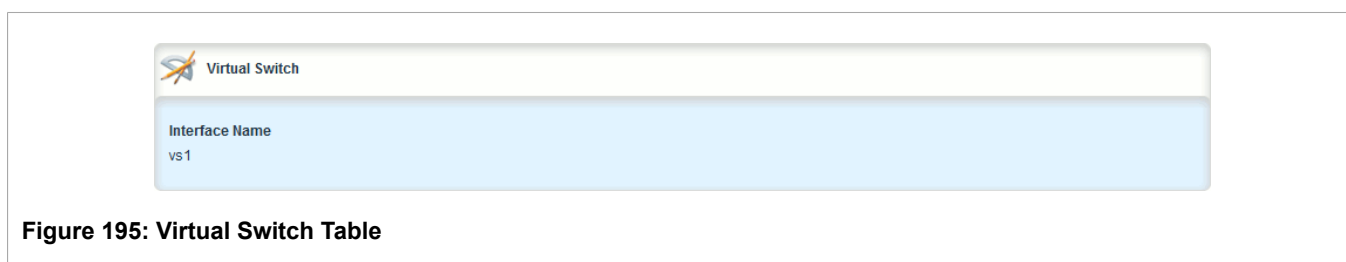 Virtual Switch
Interface Name
vs1
Figure 195: Virtual Switch Table